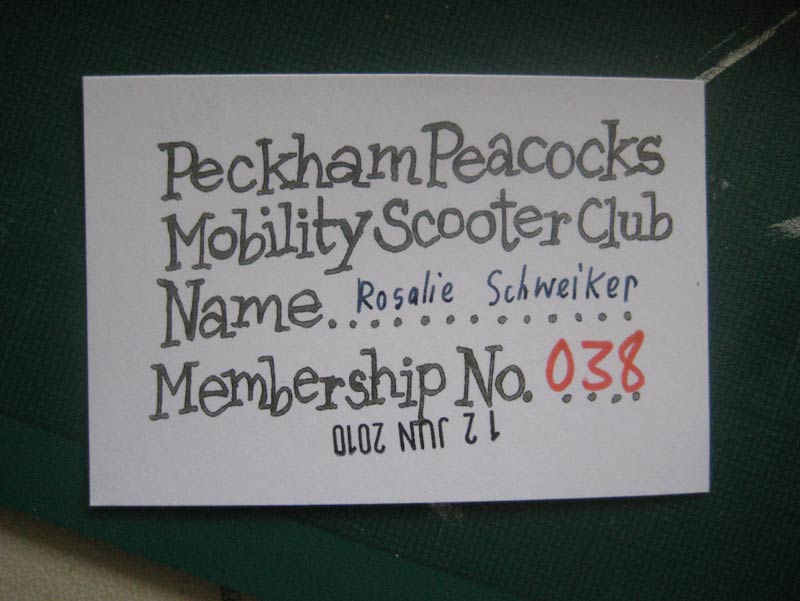 Peckham Peacocks
Mobility Scooter Club
Name. Rosalie Schweiker
Membership No. 038
12 JUN 2010